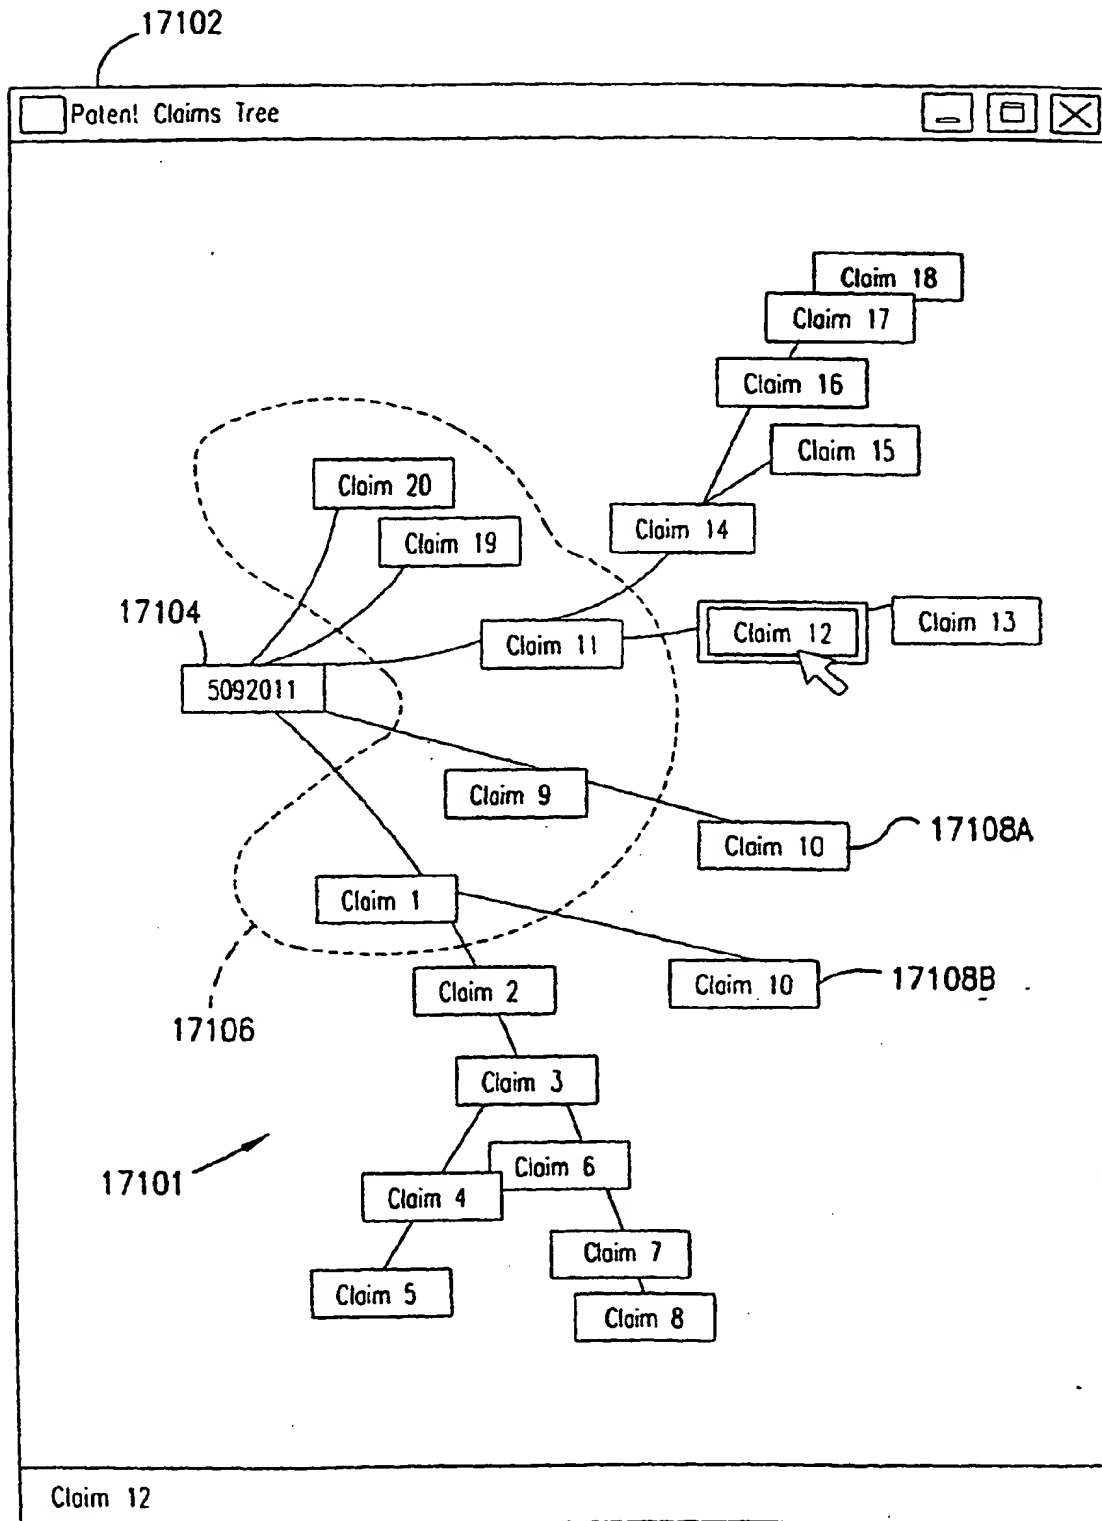 17102
Patent Claims Tree
Claim 18
Claim 17
Claim 16
Claim 15
Claim 20
Claim 14
Claim 19
17104
Claim 11
Claim 12
Claim 13
5092011
Claim 9
17108A
Claim 10
Claim 1
17108B
Claim 10
Claim 2
17106
Claim 3
Claim 6
17101
Claim 4
Claim 7
Claim 5
Claim 8
Claim 12